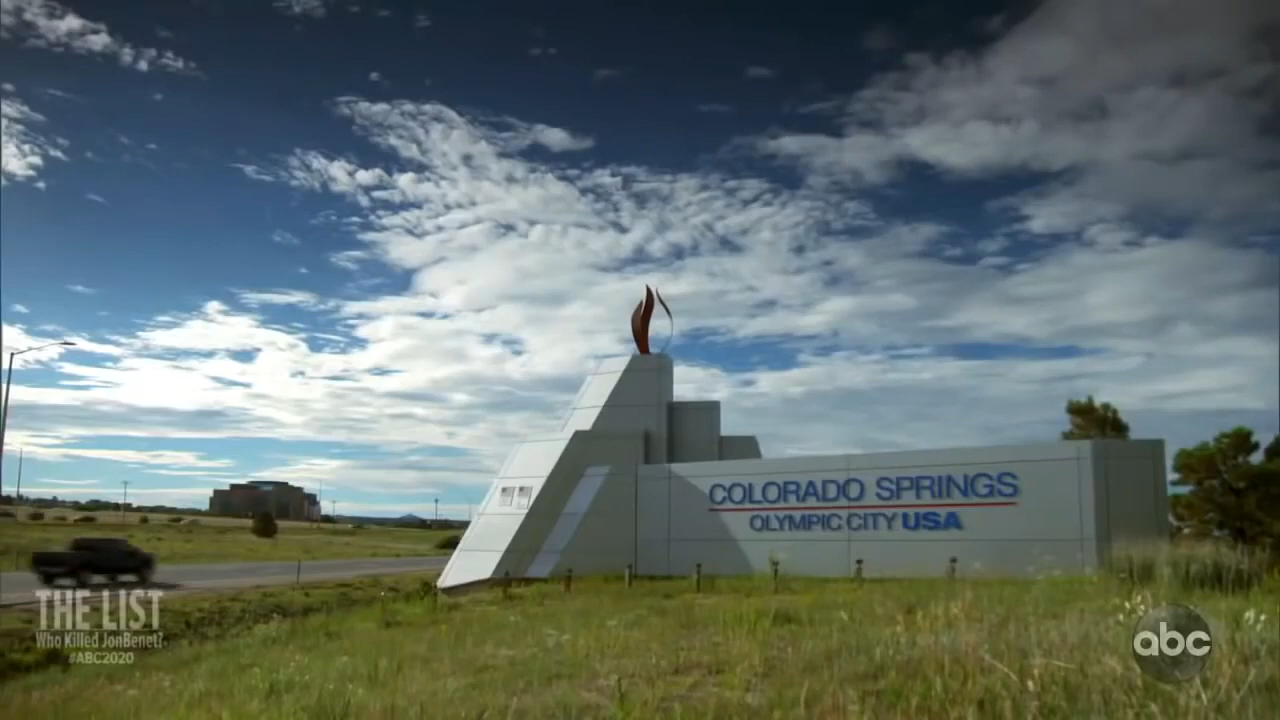 COLORADO SPRINGS
OLYMPIC CITY USA
THE LIST
Who Killed JonBenet?
#ABC2020
abc